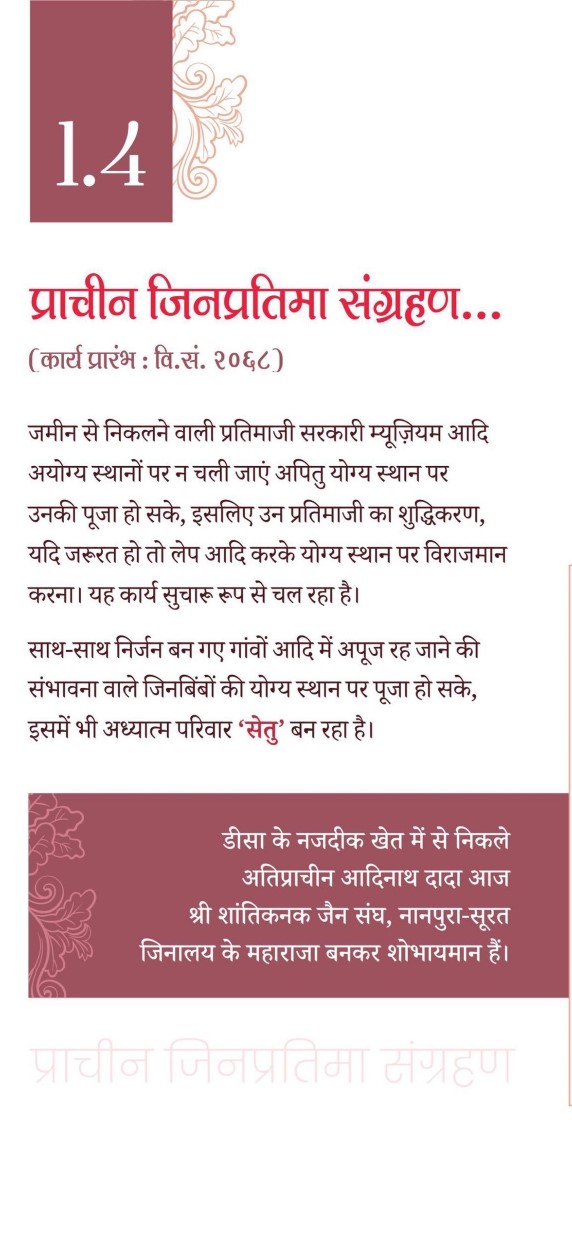 1.4
प्राचीन जिनप्रतिमा संग्रहण...
(कार्य प्रारंभ : वि.सं. २०६८)
जमीन से निकलने वाली प्रतिमाजी सरकारी म्यूज़ियम आदि
अयोग्य स्थानों पर न चली जाएं अपितु योग्य स्थान पर
उनकी पूजा हो सके, इसलिए उन प्रतिमाजी का शुद्धिकरण,
यदि जरूरत हो तो लेप आदि करके योग्य स्थान पर विराजमान
करना। यह कार्य सुचारू रूप से चल रहा है।
साथ-साथ निर्जन बन गए गांवों आदि में अपूज रह जाने की
संभावना वाले जिनबिंबों की योग्य स्थान पर पूजा हो सके,
इसमें भी अध्यात्म परिवार ‘सेतु’ बन रहा है।
डीसा के नजदीक खेत में से निकले
अतिप्राचीन आदिनाथ दादा आज
श्री शांतिकनक जैन संघ, नानपुरा-सूरत
जिनालय के महाराजा बनकर शोभायमान हैं।
प्राचीन जिनप्रतिमा संग्रहण